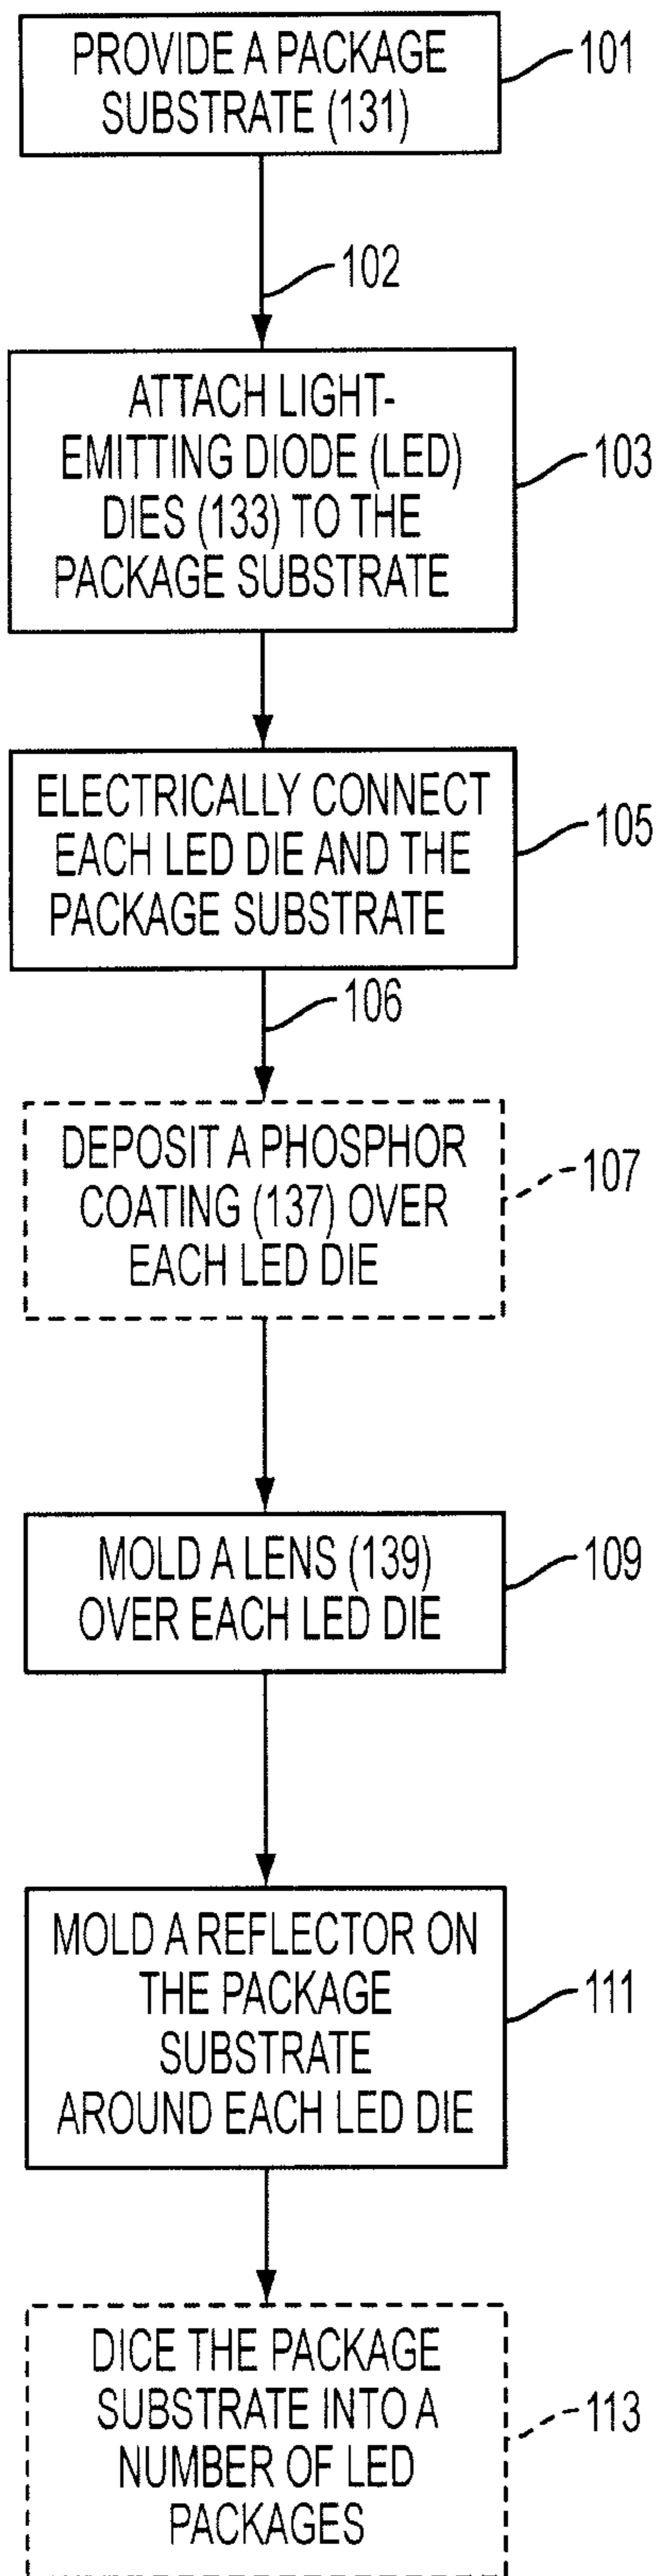 PROVIDE A PACKAGE
SUBSTRATE (131)
101
102
ATTACH LIGHT-
EMITTING DIODE (LED)
DIES (133) TO THE
PACKAGE SUBSTRATE
103
ELECTRICALLY CONNECT
EACH LED DIE AND THE
PACKAGE SUBSTRATE
105
106
DEPOSIT A PHOSPHOR
COATING (137) OVER
EACH LED DIE
107
MOLD A LENS (139)
OVER EACH LED DIE
109
MOLD A REFLECTOR ON
THE PACKAGE
SUBSTRATE
AROUND EACH LED DIE
111
DICE THE PACKAGE
SUBSTRATE INTO A
NUMBER OF LED
PACKAGES
113